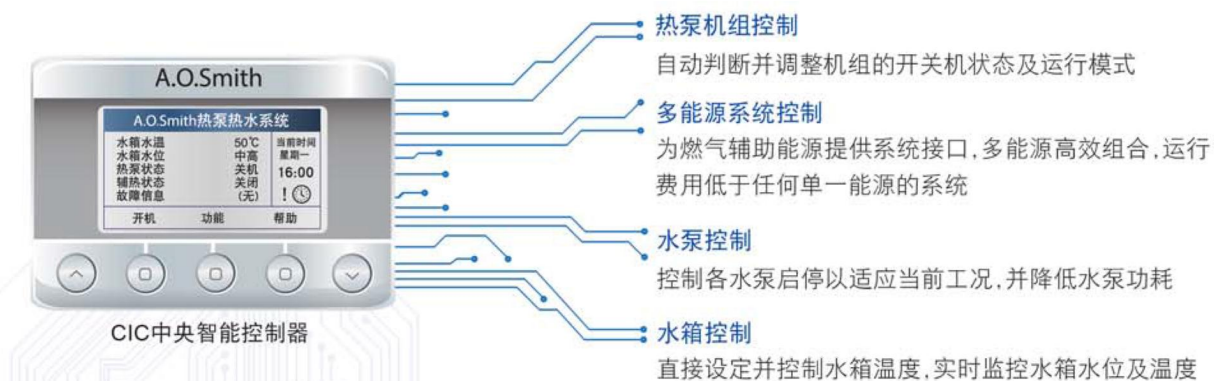 A.O.Smith
A.O.Smith热泵热水系统
水箱水温 50℃
水箱水位 中高
热泵状态 关机
辅热状态 关闭
故障信息 (无)
当前时间
星期一
16:00
!
开机 功能 帮助
CIC中央智能控制器
热泵机组控制
自动判断并调整机组的开关机状态及运行模式
多能源系统控制
为燃气辅助能源提供系统接口,多能源高效组合,运行
费用低于任何单一能源的系统
水泵控制
控制各水泵启停以适应当前工况,并降低水泵功耗
水箱控制
直接设定并控制水箱温度,实时监控水箱水位及温度